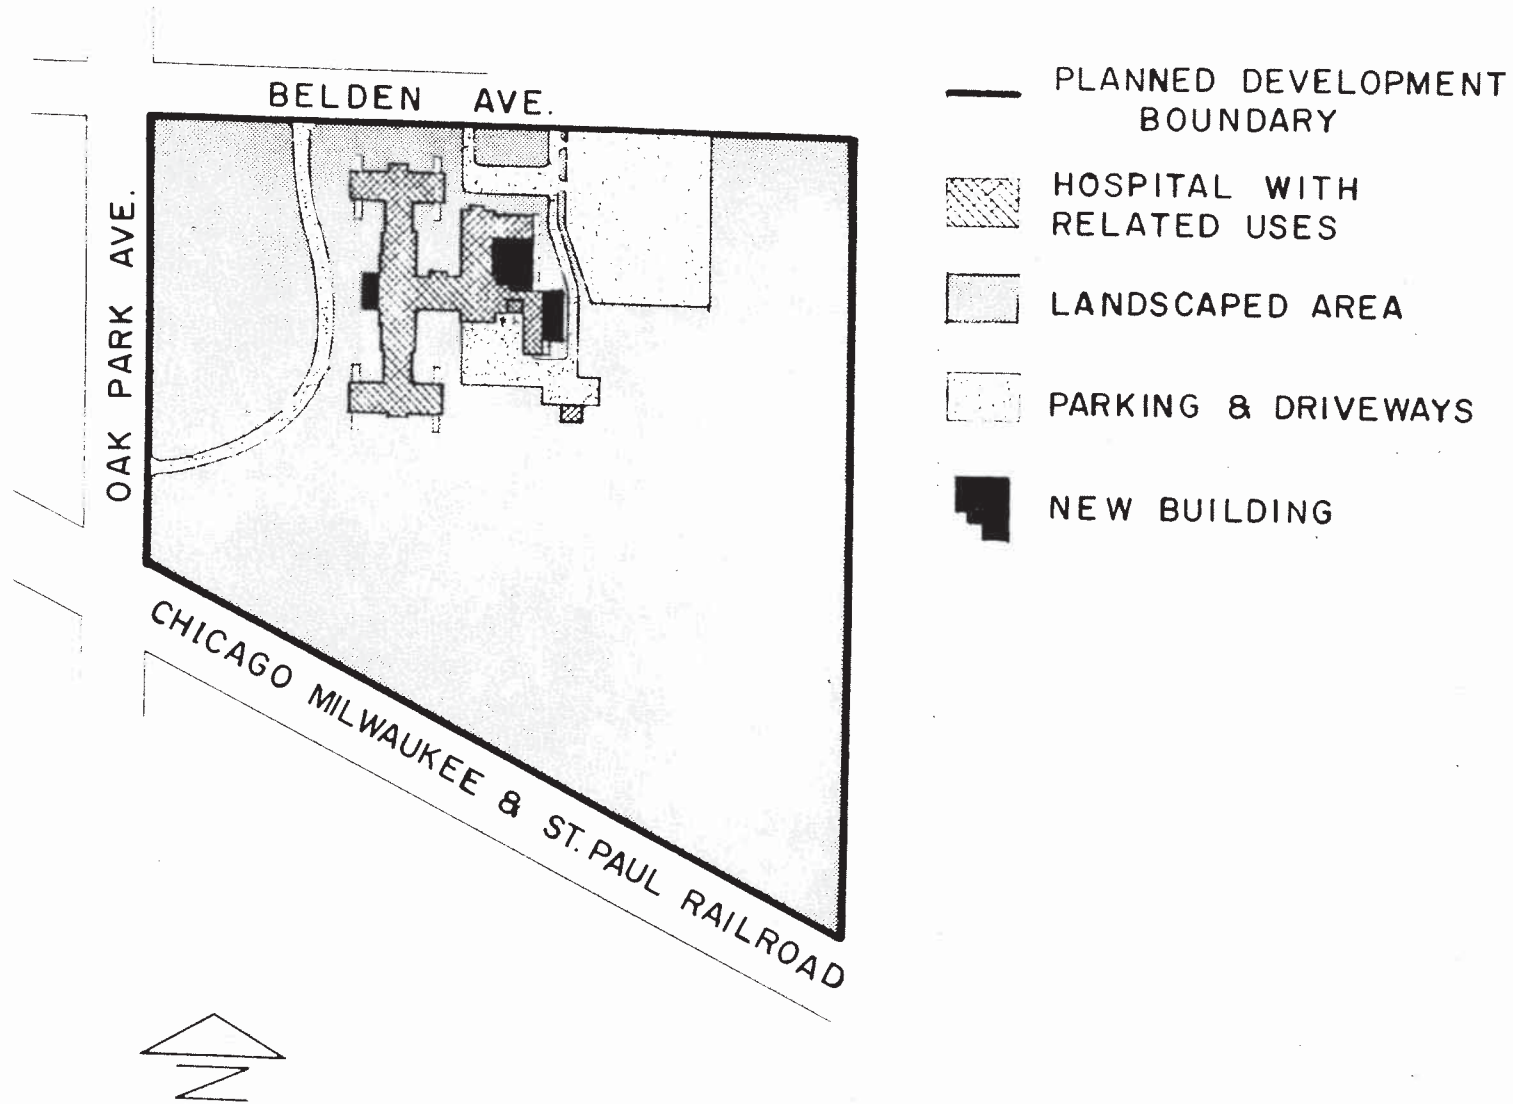 BELDEN AVE.
OAK PARK AVE.
CHICAGO MILWAUKEE & ST. PAUL RAILROAD
N
PLANNED DEVELOPMENT
BOUNDARY
HOSPITAL WITH
RELATED USES
LANDSCAPED AREA
PARKING & DRIVEWAYS
NEW BUILDING